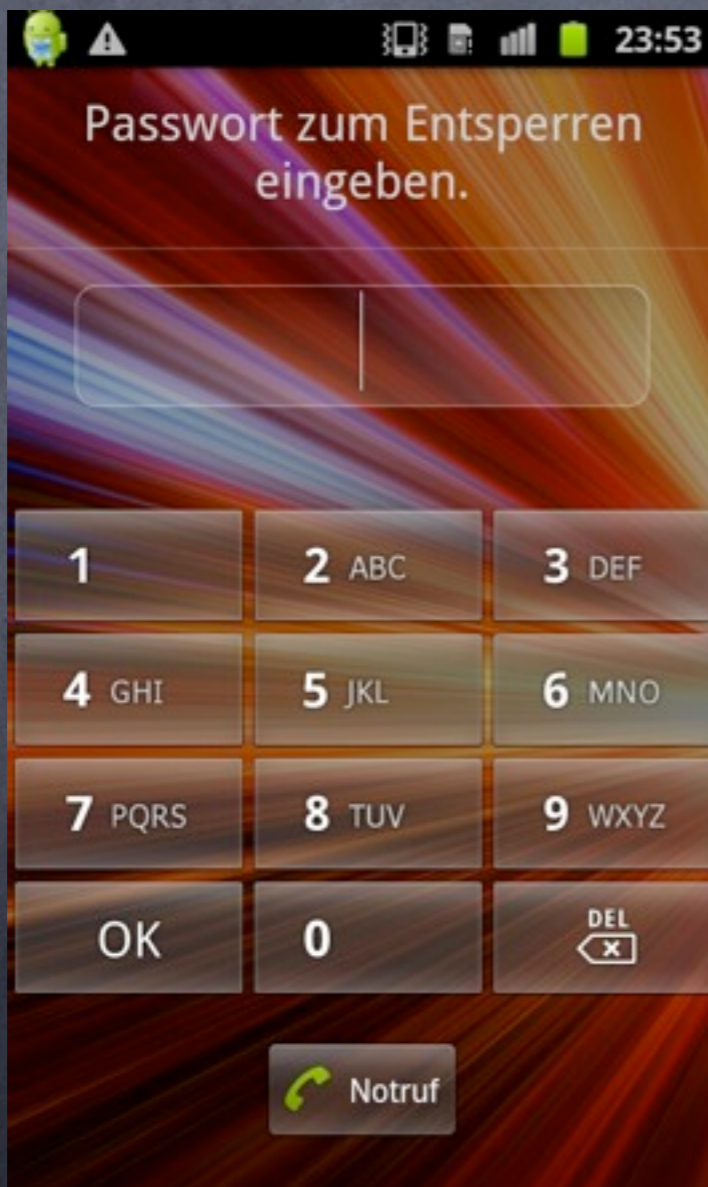 23:53
Passwort zum Entsperren
eingeben.
1 2 ABC 3 DEF
4 GHI 5 JKL 6 MNO
7 PQRS 8 TUV 9 WXYZ
OK 0 DEL
Notruf